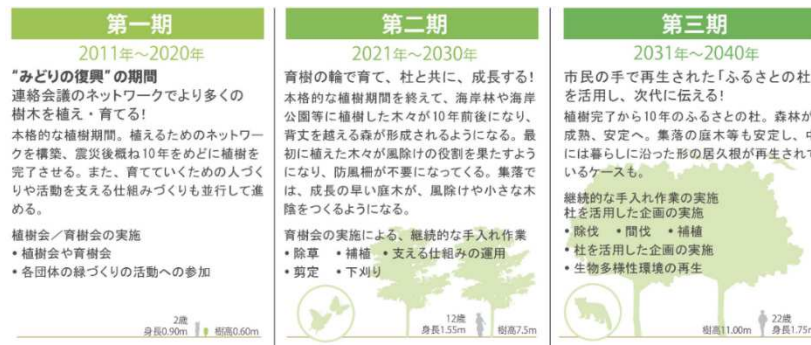 第一期
2011年～2020年
"みどりの復興"の期間
連絡会議のネットワークでより多くの
樹木を植え・育てる!
本格的な植樹期間。植えるためのネットワー
クを構築、震災後概ね10年をめどに植樹を
完了させる。また、育てていくための人づく
りや活動を支える仕組みづくりも並行して進
める。
植樹会／育樹会の実施
• 植樹会や育樹会
• 各団体の緑づくりの活動への参加
2歳
身長0.90m
樹高0.60m
第二期
2021年～2030年
育樹の輪で育て、杜と共に、成長する!
本格的な植樹期間を終えて、海岸林や海岸
公園等に植樹した木々が10年前後になり、
背丈を越える森が形成されるようになる。最
初に植えた木々が風除けの役割を果たすよう
になり、防風柵が不要になってくる。集落で
は、成長の早い庭木が、風除けや小さな木
陰をつくるようになる。
育樹会の実施による、継続的な手入れ作業
• 除草 • 補植 • 支える仕組みの運用
• 剪定 • 下刈り
12歳
身長1.55m
樹高7.5m
第三期
2031年～2040年
市民の手で再生された「ふるさとの杜
を活用し、次代に伝える!
植樹完了から10年のふるさとの杜。森林が
成熟、安定へ。集落の庭木等も安定し、中
には暮らしに沿った形の居久根が再生されて
いるケースも。
継続的な手入れ作業の実施
杜を活用した企画の実施
• 除伐 • 間伐 • 補植
• 杜を活用した企画の実施
• 生物多様性環境の再生
樹高11.00m
22歳
身長1.75m